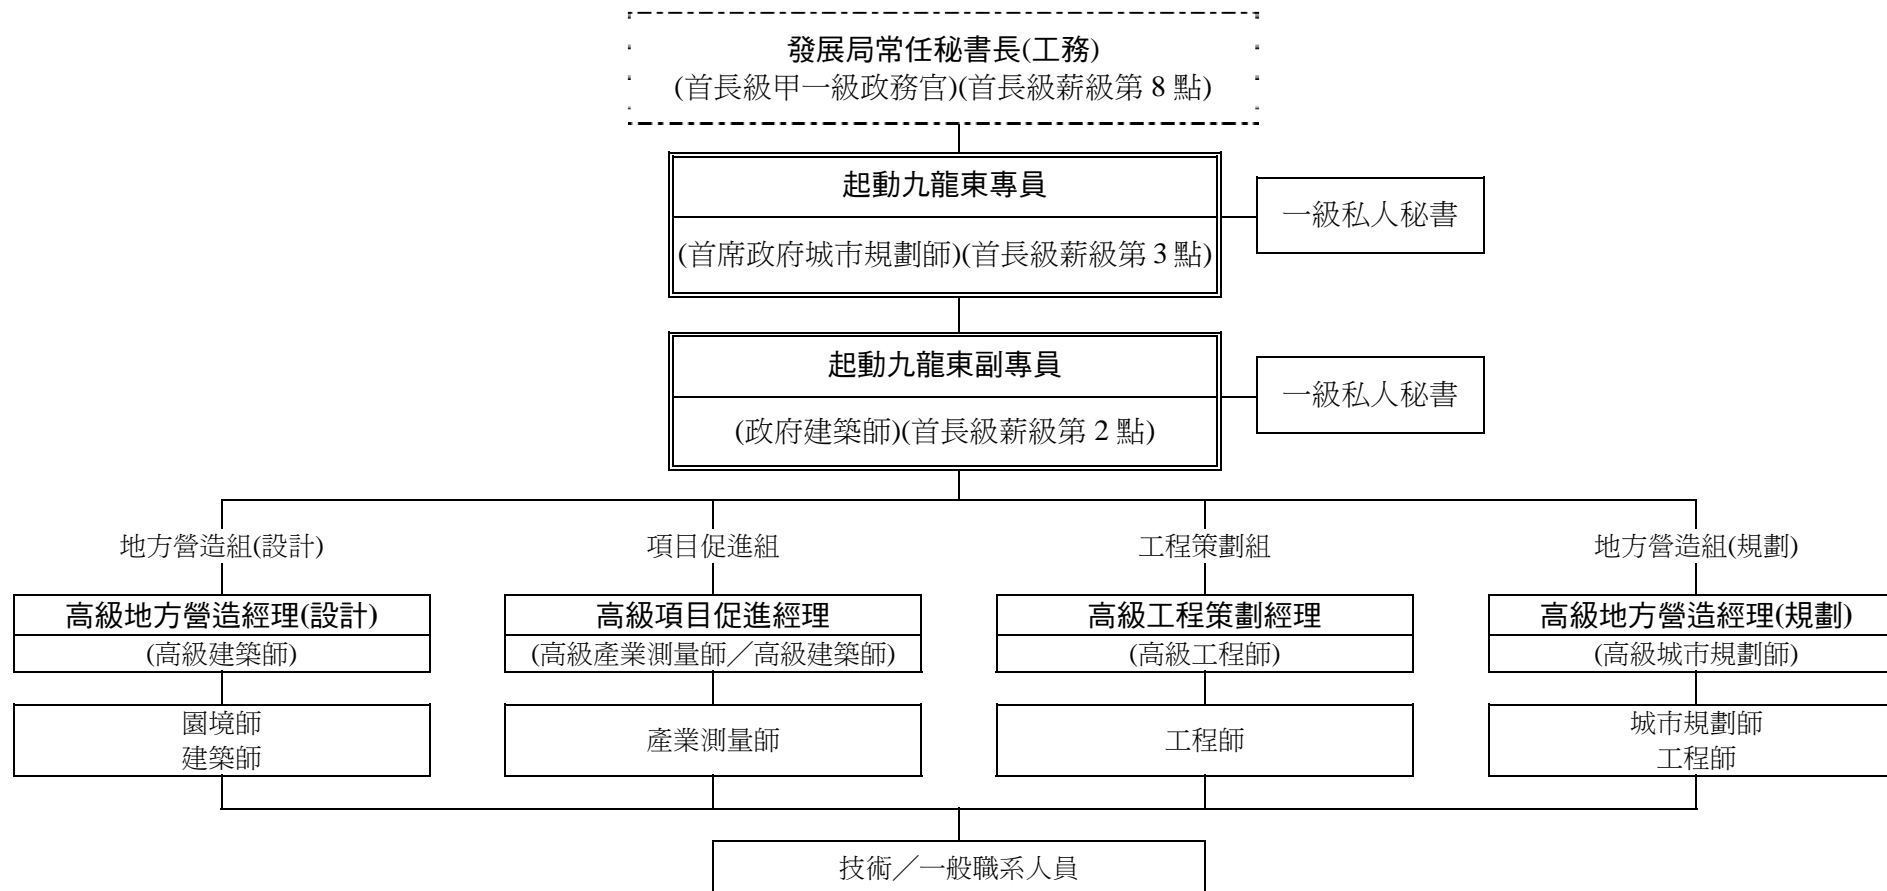 發展局常任秘書長(工務)
(首長級甲一級政務官)(首長級薪級第 8 點)
起動九龍東專員
(首席政府城市規劃師)(首長級薪級第 3 點)
一級私人秘書
起動九龍東副專員
(政府建築師)(首長級薪級第 2 點)
一級私人秘書
地方營造組(設計)
項目促進組
工程策劃組
地方營造組(規劃)
高級地方營造經理(設計)
(高級建築師)
高級項目促進經理
(高級產業測量師／高級建築師)
高級工程策劃經理
(高級工程師)
高級地方營造經理(規劃)
(高級城市規劃師)
園境師
建築師
產業測量師
工程師
城市規劃師
工程師
技術／一般職系人員